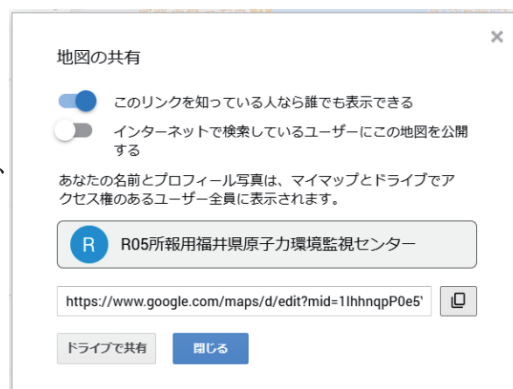 地図の共有
このリンクを知っている人なら誰でも表示できる
インターネットで検索しているユーザーにこの地図を公開
する
あなたの名前とプロフィール写真は、マイマップとドライブでア
クセス権のあるユーザー全員に表示されます。
R R05所報用福井県原子力環境監視センター
https://www.google.com/maps/d/edit?mid=1IhhnqpP0e5
ドライブで共有 閉じる